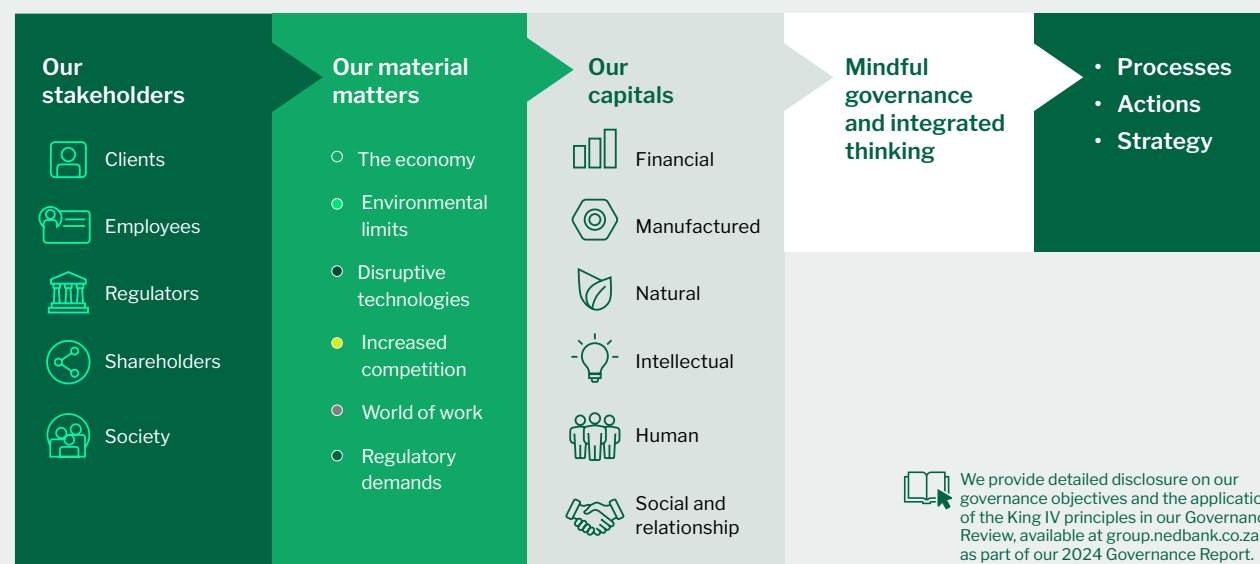 Our
stakeholders
Clients
Employees
Regulators
Shareholders
Society
Our material
matters
The economy
Environmental
limits
Disruptive
technologies
Increased
competition
World of work
Regulatory
demands
Our
capitals
Financial
Manufactured
Natural
Intellectual
Human
Social and
relationship
Mindful
governance
and integrated
thinking
• Processes
• Actions
• Strategy
We provide detailed disclosure on our
governance objectives and the applicatio
of the King IV principles in our Governanc
Review, available at group.nedbank.co.za
as part of our 2024 Governance Report.